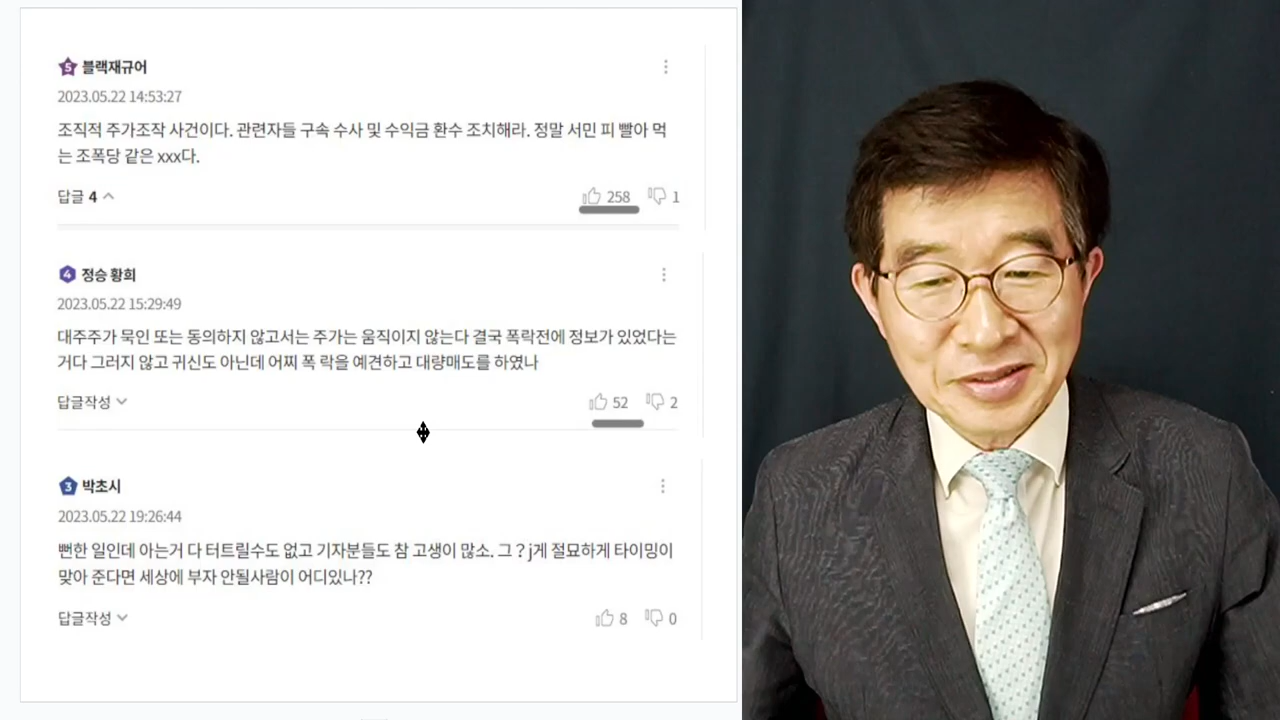 5 블랙재규어
2023.05.22 14:53:27
조직적 주가조작 사건이다. 관련자들 구속 수사 및 수익금 환수 조치해라. 정말 서민 피 빨아 먹
는 조폭당 같은 xxx다.
답글 4
258 1
4 정승 황희
2023.05.22 15:29:49
대주주가 묵인 또는 동의하지 않고서는 주가는 움직이지 않는다 결국 폭락전에 정보가 있었다는
거다 그러지 않고 귀신도 아닌데 어찌 폭 락을 예견하고 대량매도를 하였나
답글작성
52 2
3 박초시
2023.05.22 19:26:44
뻔한 일인데 아는거 다 터트릴수도 없고 기자분들도 참 고생이 많소. 그 ? j게 절묘하게 타이밍이
맞아 준다면 세상에 부자 안될사람이 어디있나??
답글작성
8 0